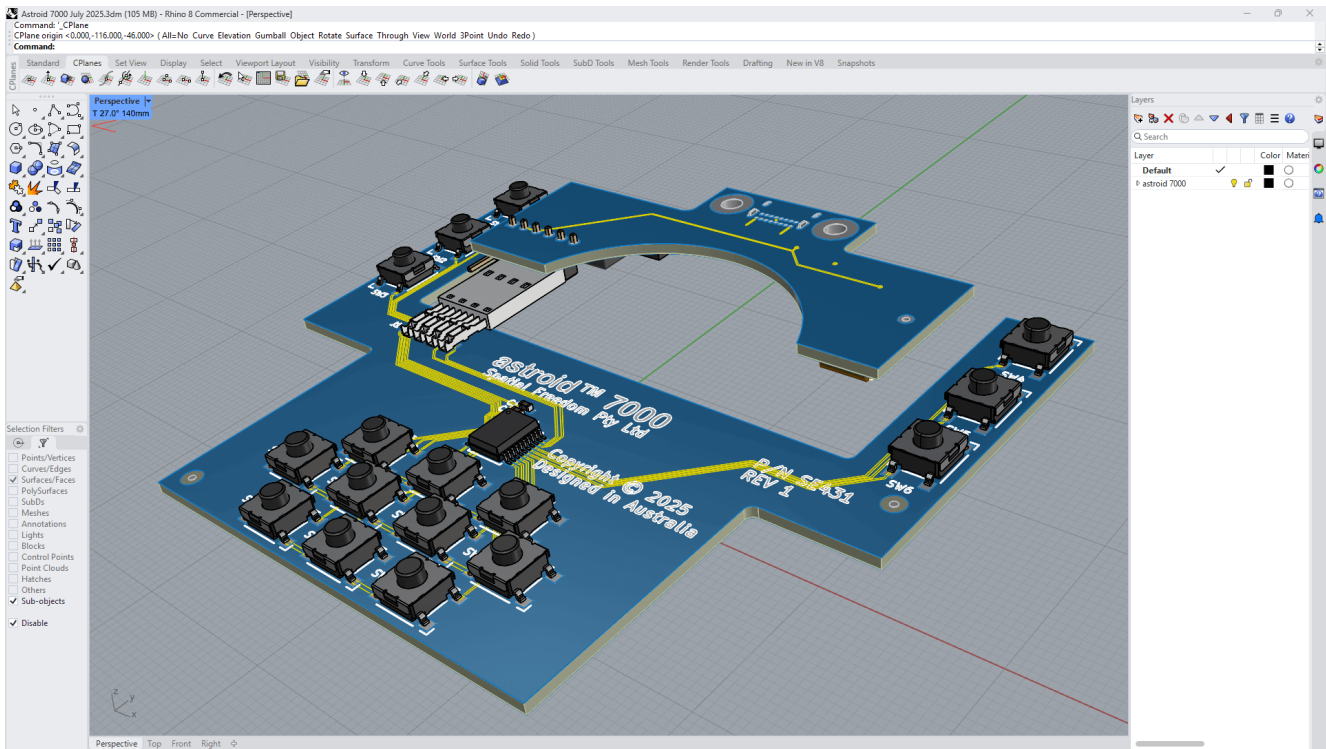 Astroid 7000 July 2025.3dm (105 MB) - Rhino 8 Commercial - [Perspective]
Command: '_CPlane
CPlane origin <0.000,-116.000,-46.000> ( All=No Curve Elevation Gumball Object Rotate Surface Through View World 3Point Undo Redo )
Command:
CPlanes
Standard CPlanes Set View Display Select Viewport Layout Visibility Transform Curve Tools Surface Tools Solid Tools SubD Tools Mesh Tools Render Tools Drafting New in V8 Snapshots
Perspective
T 27.0° 140mm
Layers
Search
Layer Color Materi
Default
astroid 7000
astroid™ 7000
Spatial Freedom Pty Ltd
Copyright © 2025
Designed in Australia
P/N SF431
REV 1
SW6
Selection Filters
Points/Vertices
Curves/Edges
Surfaces/Faces
PolySurfaces
SubDs
Meshes
Annotations
Lights
Blocks
Control Points
Point Clouds
Hatches
Others
Sub-objects
Disable
z
y
x
Perspective Top Front Right